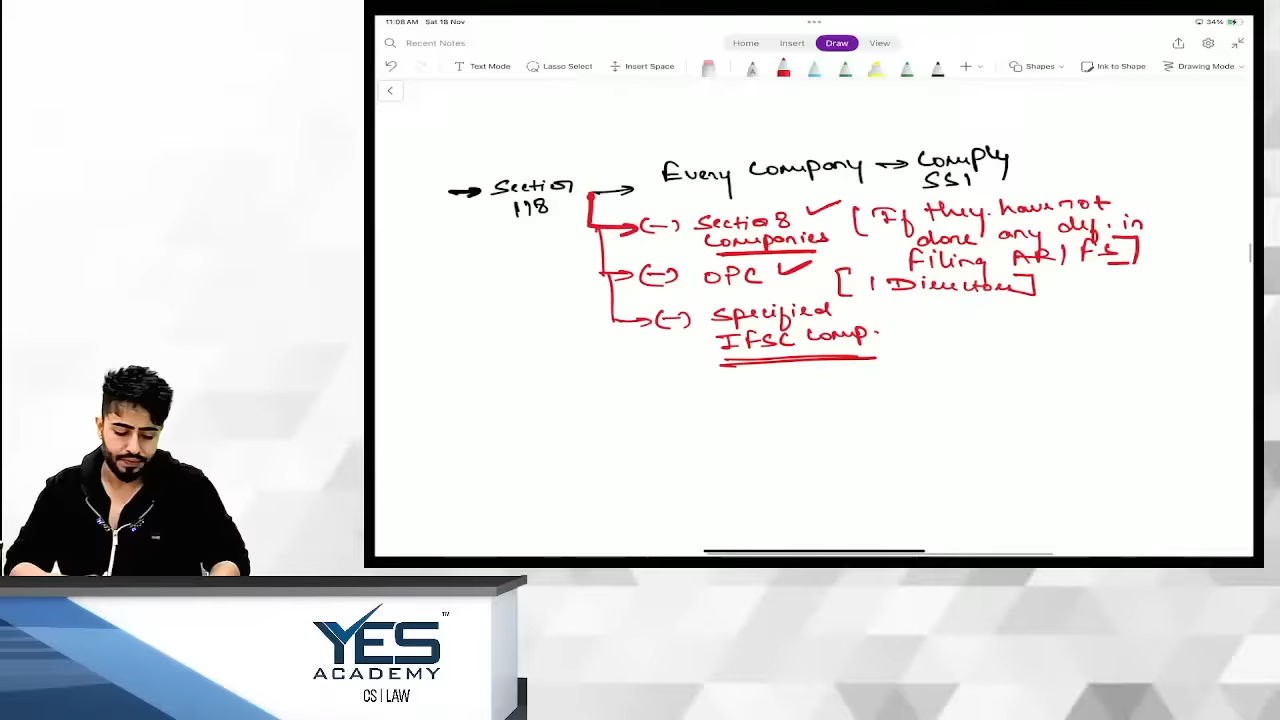 11:08 AM Sat 18 Nov
34%
Recent Notes
Home Insert Draw View
Text Mode Lasso Select Insert Space Shapes Ink to Shape Drawing Mode
Section 118
Every Company → Comply SS1
(-) Section 8 Companies ✓ [If they have not done any def. in filing AR / FS]
(-) OPC ✓ [1 Director]
(-) Specified IFSC Comp.
YES™
ACADEMY
CS | LAW